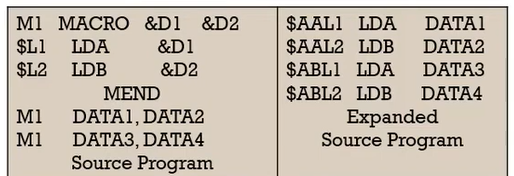 M1 MACRO &D1 &D2
$L1 LDA &D1
$L2 LDB &D2
MEND
M1 DATA1, DATA2
M1 DATA3, DATA4
Source Program
$AAL1 LDA DATA1
$AAL2 LDB DATA2
$ABL1 LDA DATA3
$ABL2 LDB DATA4
Expanded
Source Program